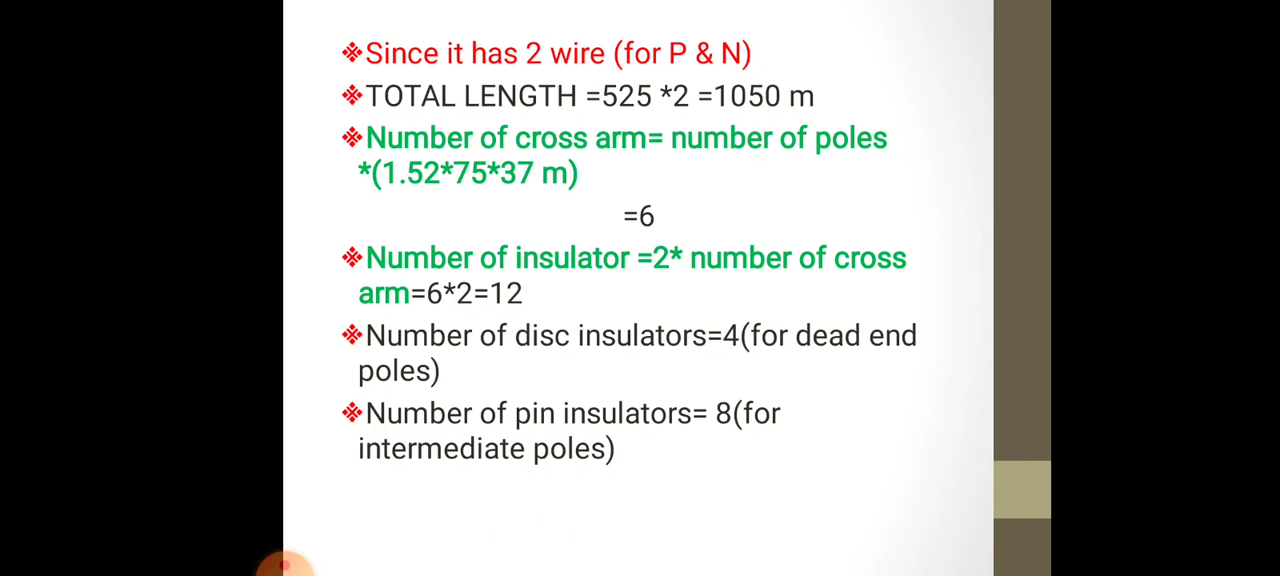 ❖Since it has 2 wire (for P & N)
❖TOTAL LENGTH =525 *2 =1050 m
❖Number of cross arm= number of poles
*(1.52*75*37 m)
=6
❖Number of insulator =2* number of cross
arm=6*2=12
❖Number of disc insulators=4(for dead end
poles)
❖Number of pin insulators= 8(for
intermediate poles)